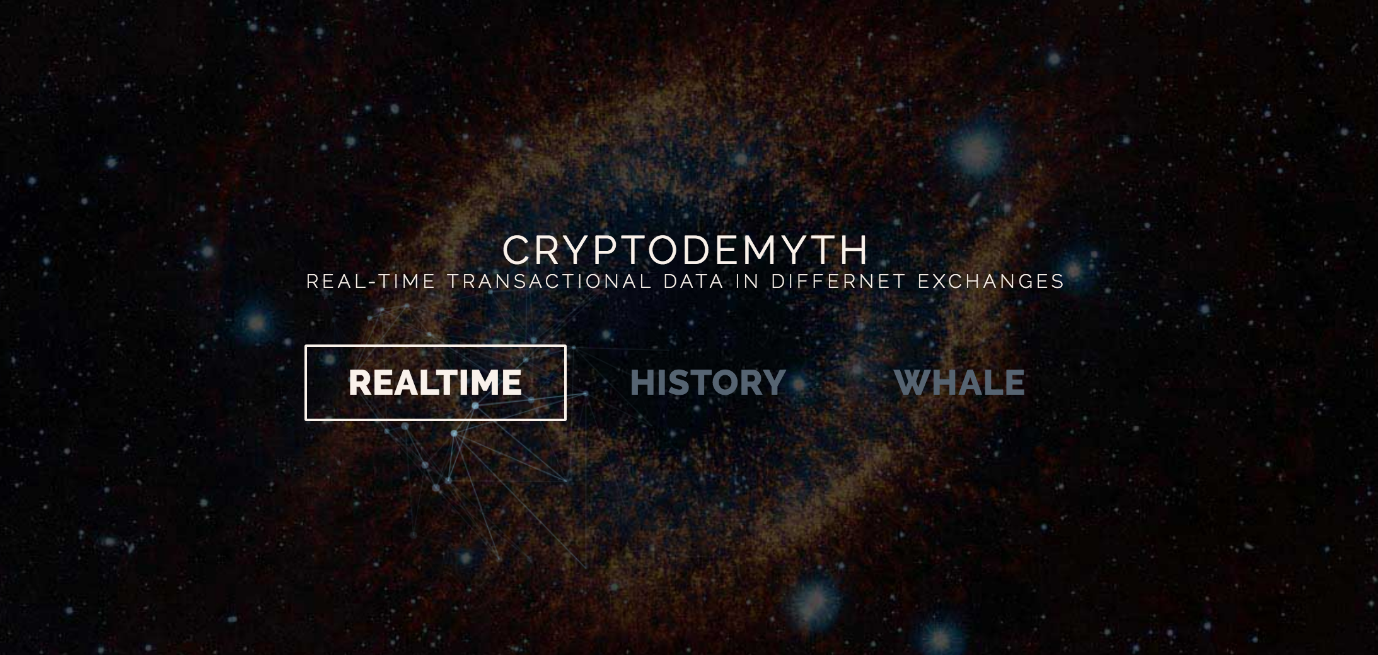 CRYPTODEMYTH
REAL-TIME TRANSACTIONAL DATA IN DIFFERNET EXCHANGES
REALTIME HISTORY WHALE